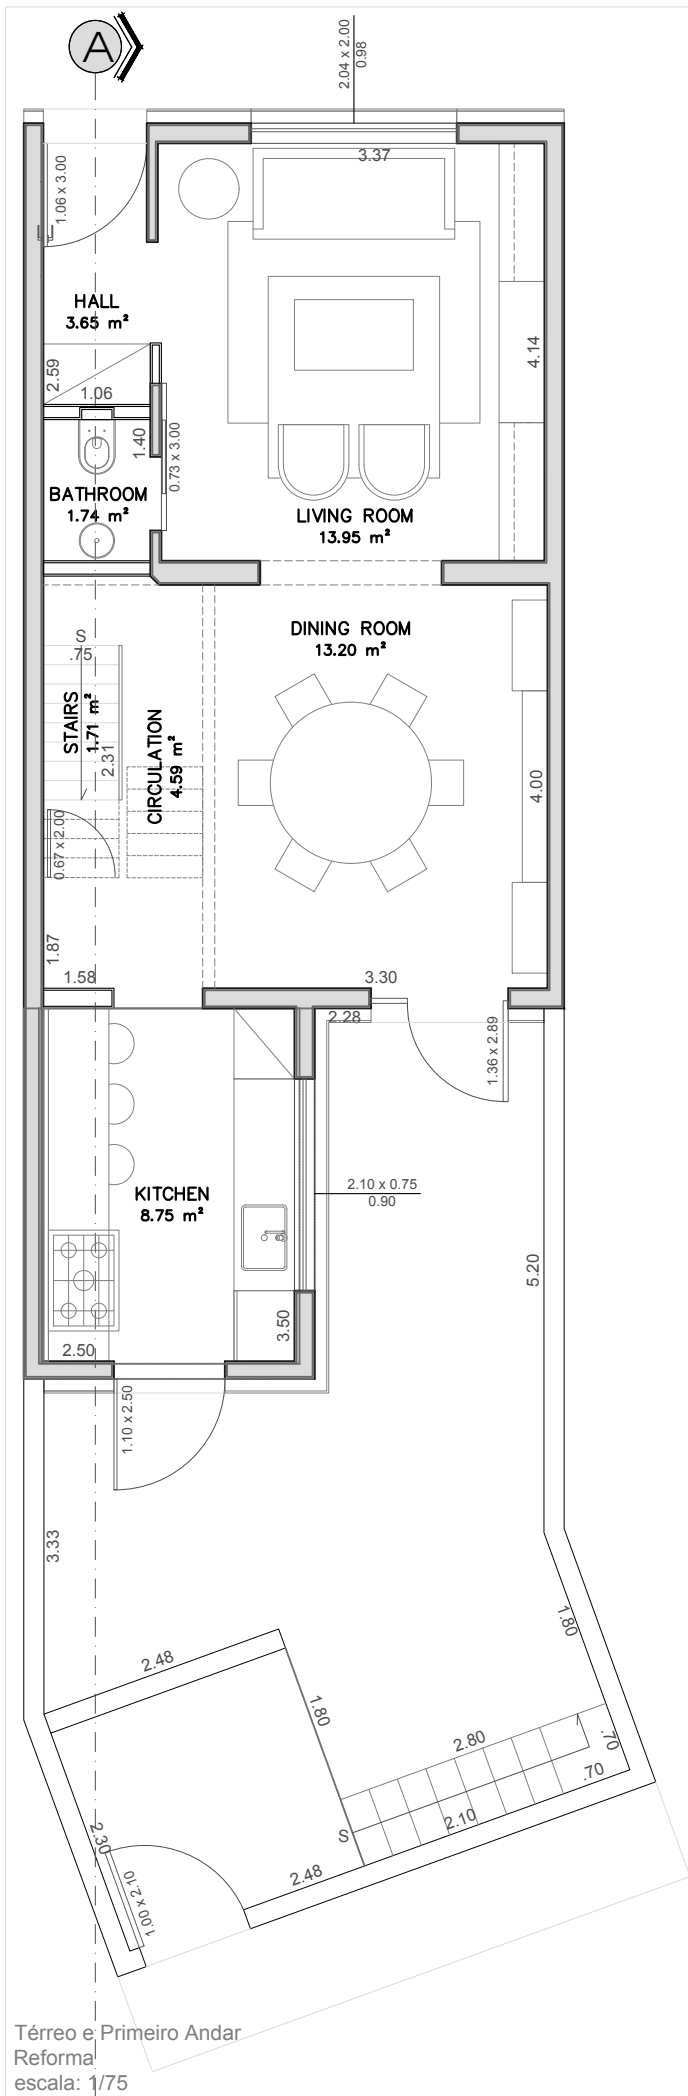 A
2.04 x 2.00
0.98
3.37
1.06 x 3.00
HALL
3.65 m²
4.14
2.59
1.06
1.40
0.73 x 3.00
BATHROOM
1.74 m²
LIVING ROOM
13.95 m²
DINING ROOM
13.20 m²
S
.75
STAIRS
1.71 m²
2.31
CIRCULATION
4.59 m²
4.00
0.67 x 2.00
1.87
1.58
3.30
2.28
1.36 x 2.89
KITCHEN
8.75 m²
2.10 x 0.75
0.90
5.20
3.50
2.50
1.10 x 2.50
3.33
1.80
2.48
1.80
2.80
.70
.70
2.10
S
2.30
2.48
1.00 x 2.10
Térreo e Primeiro Andar
Reforma
escala: 1/75